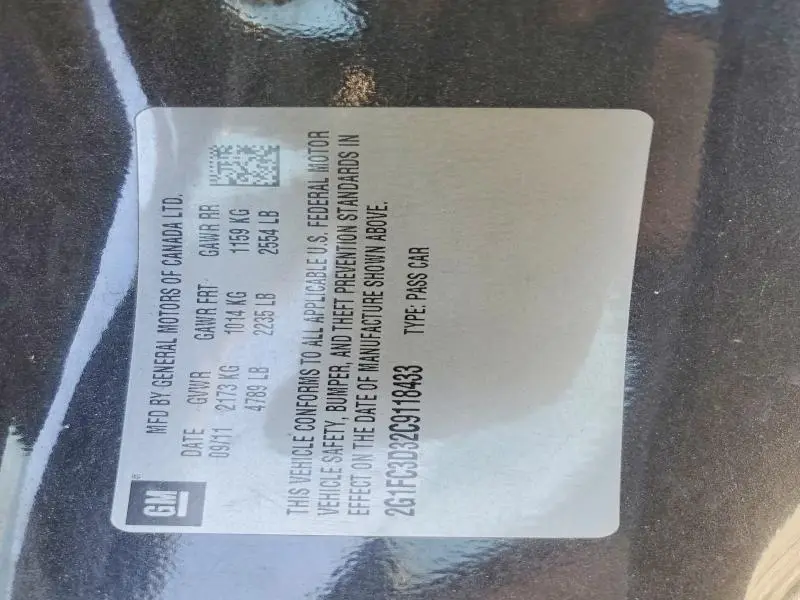 GM
®
MFD BY GENERAL MOTORS OF CANADA LTD.
DATE GVWR GAWR FRT GAWR RR
09/11 2173 KG 1014 KG 1159 KG
4789 LB 2235 LB 2554 LB
THIS VEHICLE CONFORMS TO ALL APPLICABLE U.S. FEDERAL MOTOR
VEHICLE SAFETY, BUMPER, AND THEFT PREVENTION STANDARDS IN
EFFECT ON THE DATE OF MANUFACTURE SHOWN ABOVE.
2G1FC3D32C9118433 TYPE: PASS CAR